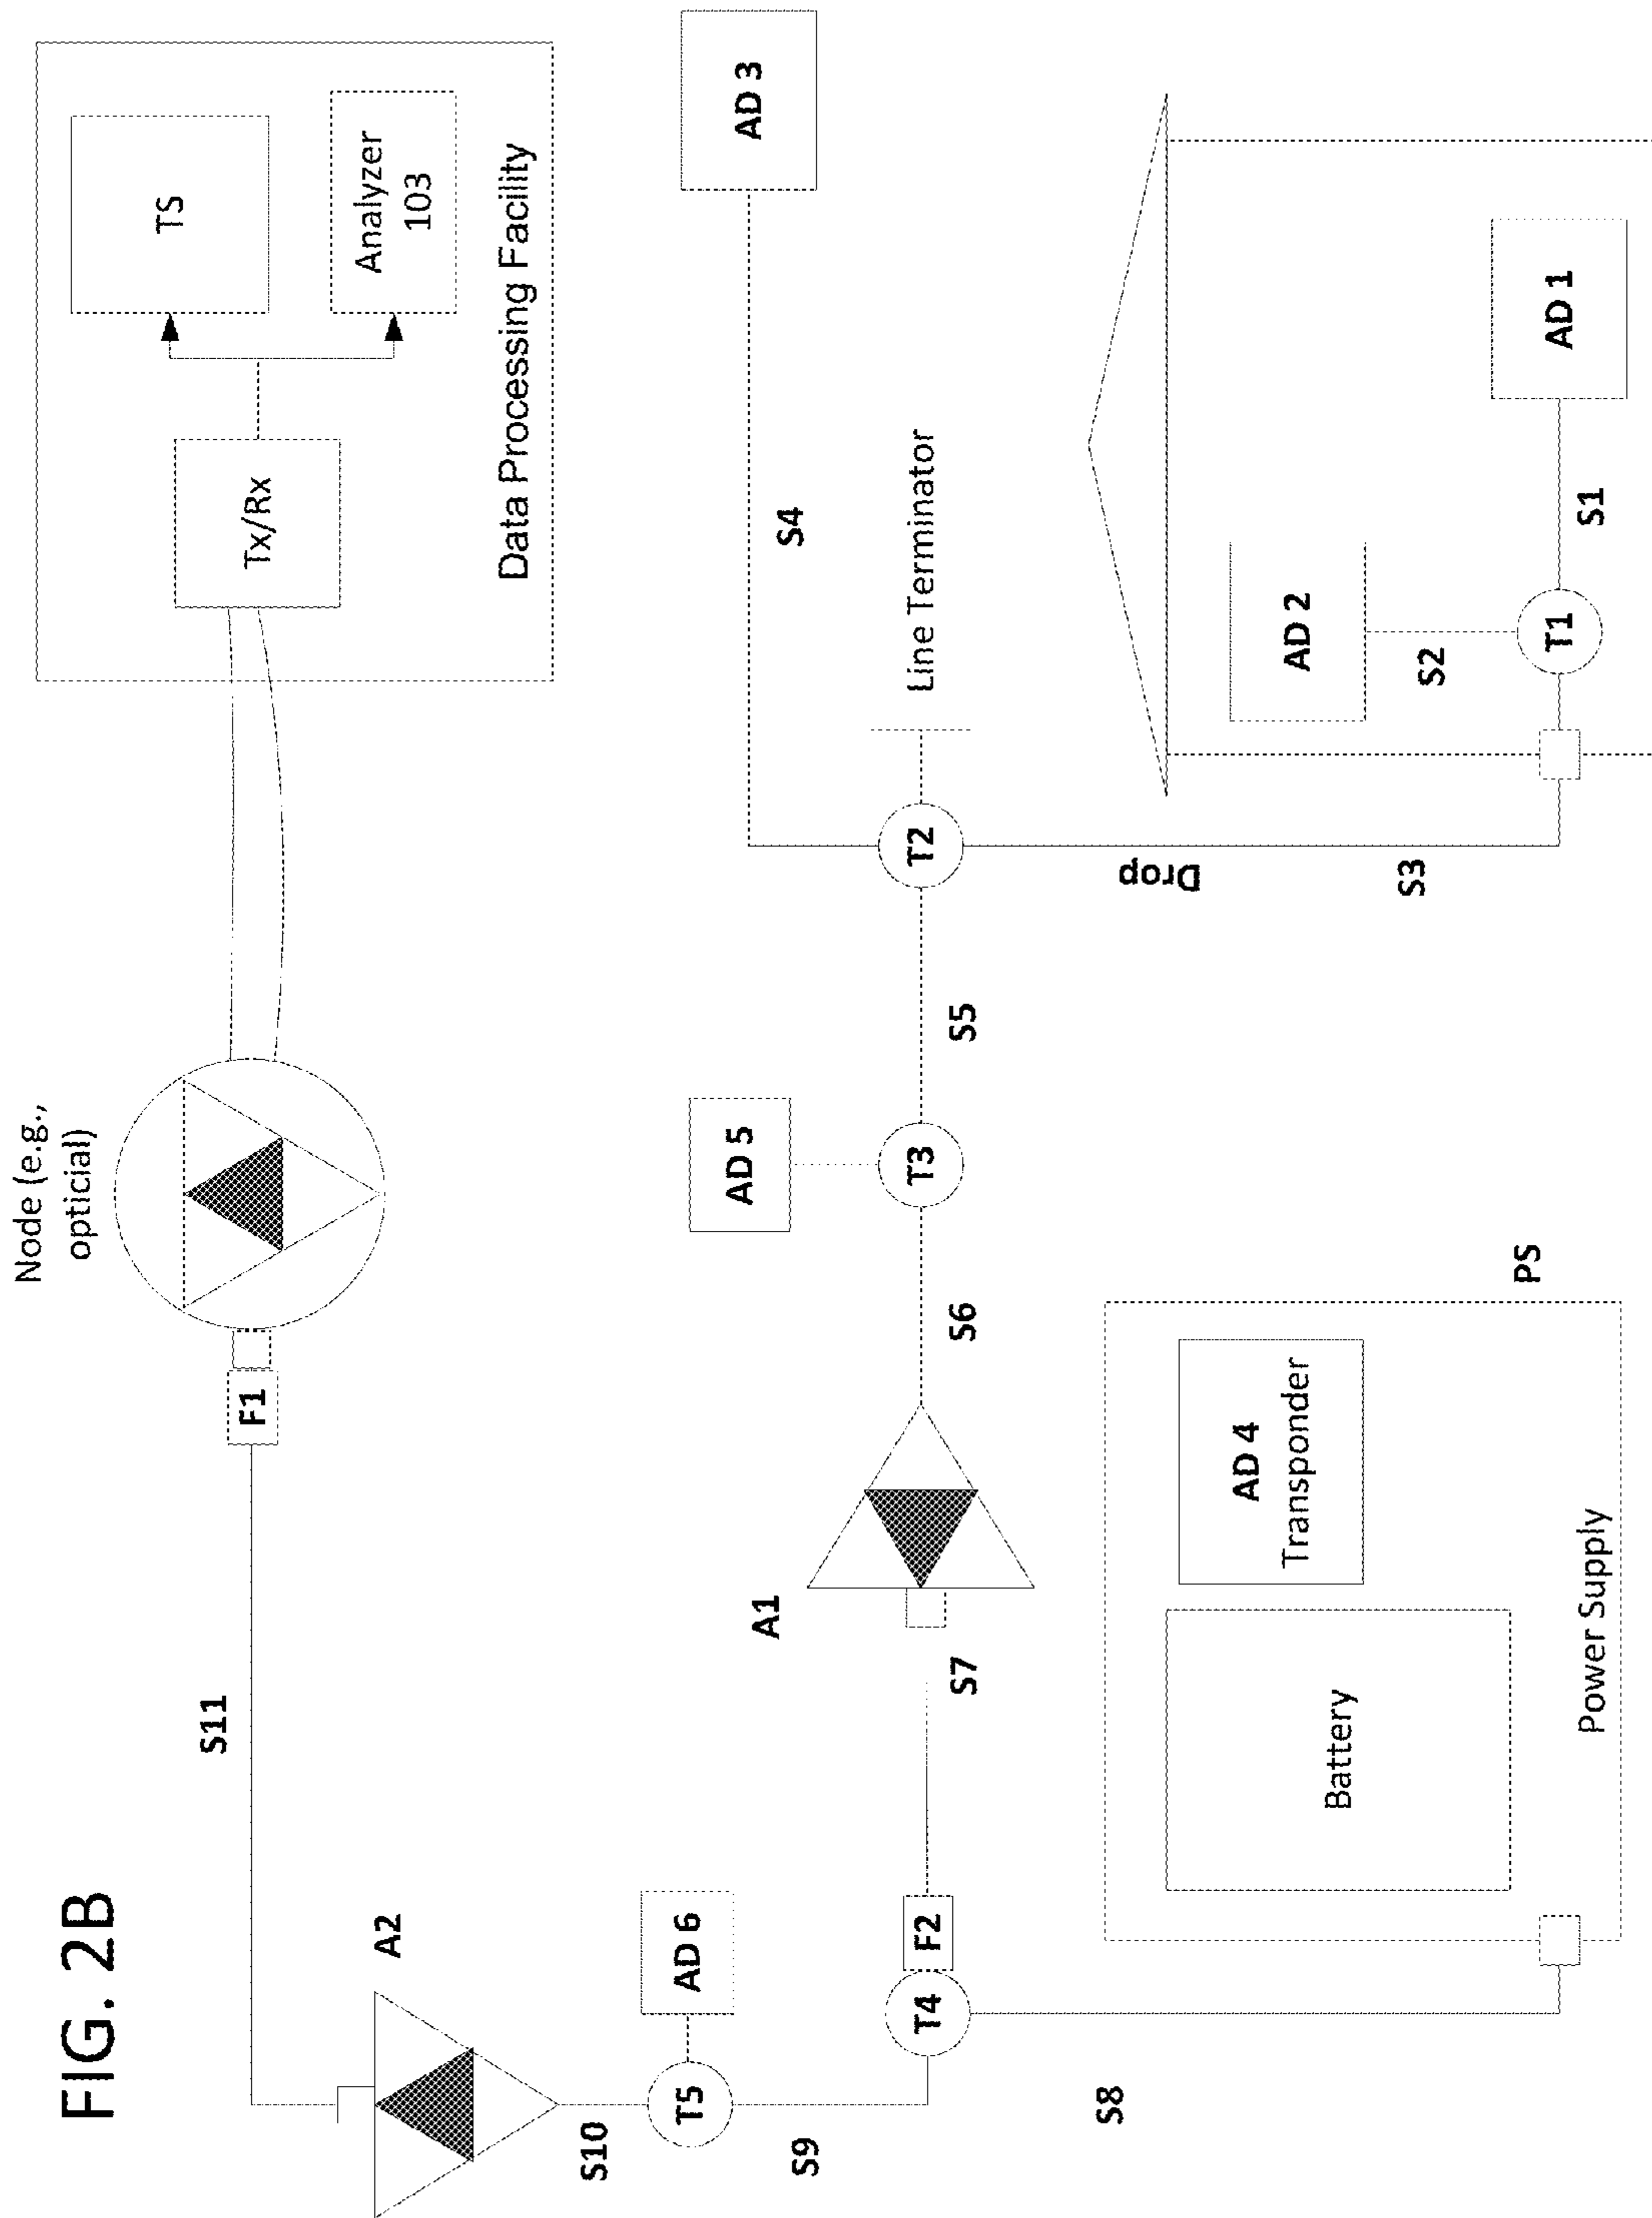 FIG. 2B
Node (e.g.,
opticial)
S11
F1
A2
Tx/Rx
TS
Analyzer
103
Data Processing Facility
S10
T5
AD 6
S9
T4
F2
S7
A1
S6
T3
AD 5
S5
T2
Line Terminator
S4
AD 3
S8
Battery
AD 4
Transponder
Power Supply
PS
Drop
S3
AD 2
S2
T1
S1
AD 1